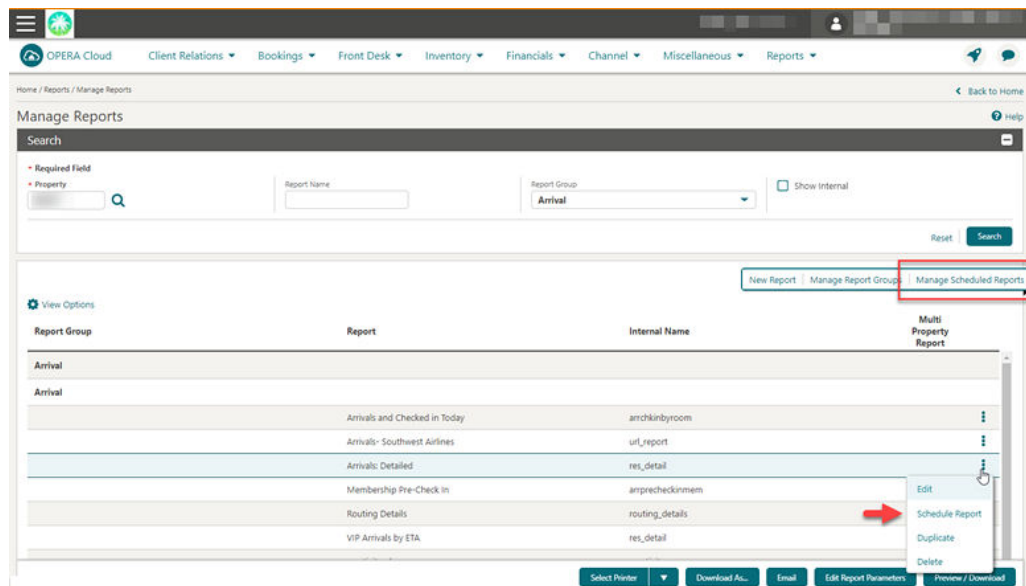 OPERA Cloud Client Relations Bookings Front Desk Inventory Financials Channel Miscellaneous Reports
Home / Reports / Manage Reports Back to Home
Manage Reports Help
Search
* Required Field
* Property Report Name Report Group Show Internal
Arrival
Reset Search
New Report Manage Report Groups Manage Scheduled Reports
View Options
Report Group Report Internal Name Multi Property Report
Arrival
Arrival
Arrivals and Checked in Today arrchkinbyroom
Arrivals- Southwest Airlines url_report
Arrivals: Detailed res_detail
Membership Pre-Check In arrprecheckinmem Edit
Routing Details routing_details Schedule Report
VIP Arrivals by ETA res_detail Duplicate
Delete
Select Printer Download As... Email Edit Report Parameters Preview / Download